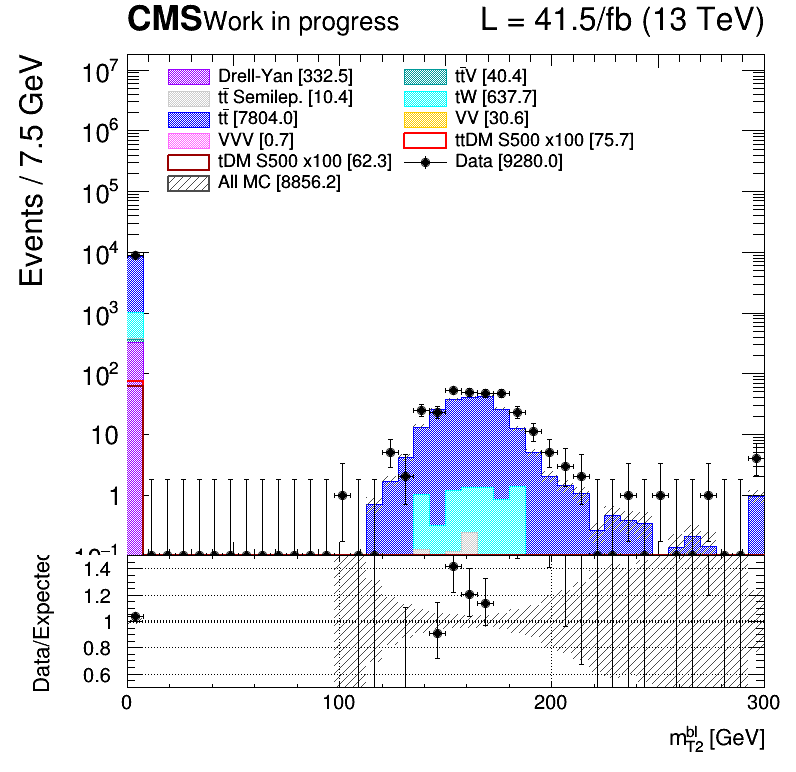 CMS Work in progress L = 41.5/fb (13 TeV)
Events / 7.5 GeV
10⁷
10⁶
10⁵
10⁴
10³
10²
10
1
10⁻¹
Drell-Yan [332.5]
tt̄ Semilep. [10.4]
tt̄ [7804.0]
VVV [0.7]
tDM S500 x100 [62.3]
All MC [8856.2]
tt̄V [40.4]
tW [637.7]
VV [30.6]
ttDM S500 x100 [75.7]
Data [9280.0]
Data/Expected
1.4
1.2
1
0.8
0.6
0 100 200 300
m_{T2}^{bl} [GeV]